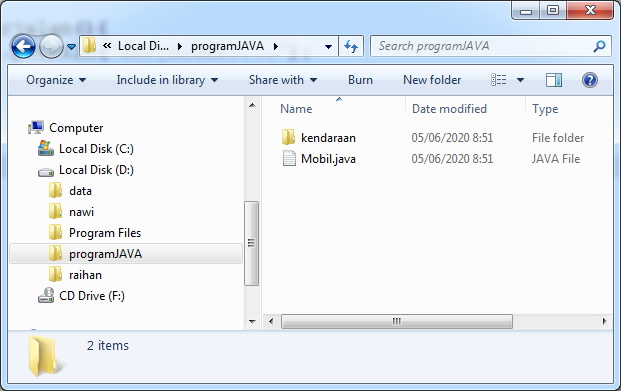 Local Di... programJAVA
Search programJAVA
Organize Include in library Share with Burn New folder
Name Date modified Type
kendaraan 05/06/2020 8:51 File folder
Mobil.java 05/06/2020 8:51 JAVA File
Computer
Local Disk (C:)
Local Disk (D:)
data
nawi
Program Files
programJAVA
raihan
CD Drive (F:)
2 items